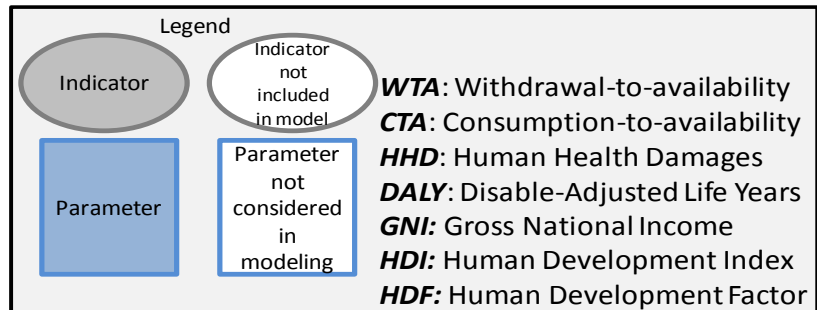 Legend
Indicator
Indicator
not
included
in model
Parameter
Parameter
not
considered
in
modeling
WTA: Withdrawal-to-availability
CTA: Consumption-to-availability
HHD: Human Health Damages
DALY: Disable-Adjusted Life Years
GNI: Gross National Income
HDI: Human Development Index
HDF: Human Development Factor